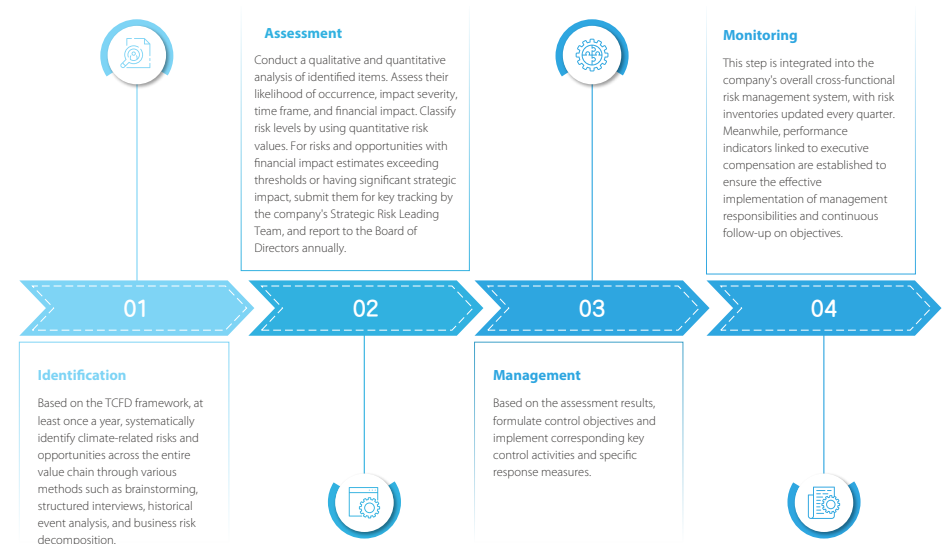 Assessment
Conduct a qualitative and quantitative
analysis of identified items. Assess their
likelihood of occurrence, impact severity,
time frame, and financial impact. Classify
risk levels by using quantitative risk
values. For risks and opportunities with
financial impact estimates exceeding
thresholds or having significant strategic
impact, submit them for key tracking by
the company's Strategic Risk Leading
Team, and report to the Board of
Directors annually.
Monitoring
This step is integrated into the
company's overall cross-functional
risk management system, with risk
inventories updated every quarter.
Meanwhile, performance
indicators linked to executive
compensation are established to
ensure the effective
implementation of management
responsibilities and continuous
follow-up on objectives.
01
02
03
04
Identification
Based on the TCFD framework, at
least once a year, systematically
identify climate-related risks and
opportunities across the entire
value chain through various
methods such as brainstorming,
structured interviews, historical
event analysis, and business risk
decomposition.
Management
Based on the assessment results,
formulate control objectives and
implement corresponding key
control activities and specific
response measures.